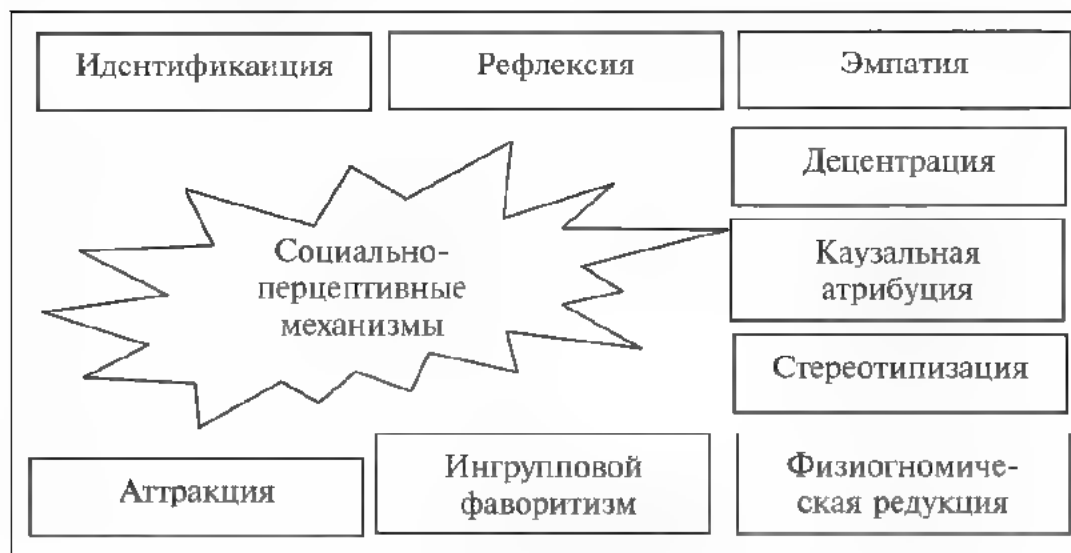 Идентификация
Рефлексия
Эмпатия
Децентрация
Социально-
перцептивные
механизмы
Каузальная
атрибуция
Стереотипизация
Аттракция
Ингрупповой
фаворитизм
Физиогномиче-
ская редукция